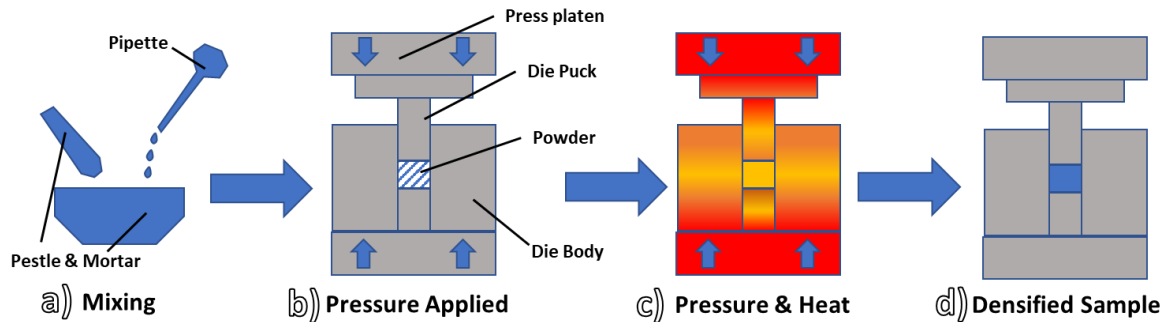 Press platen
Pipette
Die Puck
Powder
Pestle & Mortar
Die Body
a) Mixing
b) Pressure Applied
c) Pressure & Heat
d) Densified Sample